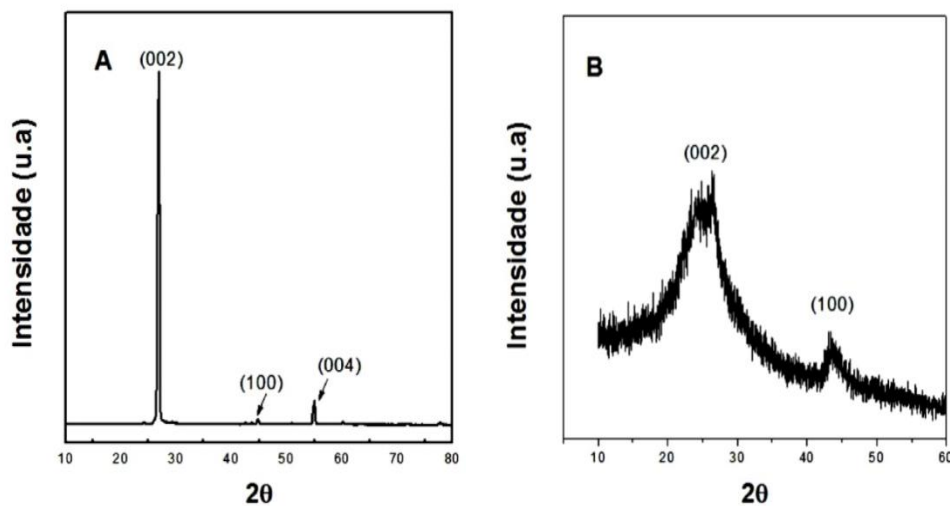 A
(002)
(100)
(004)
Intensidade (u.a)
10 20 30 40 50 60 70 80
2θ
B
(002)
(100)
Intensidade (u.a)
10 20 30 40 50 60
2θ